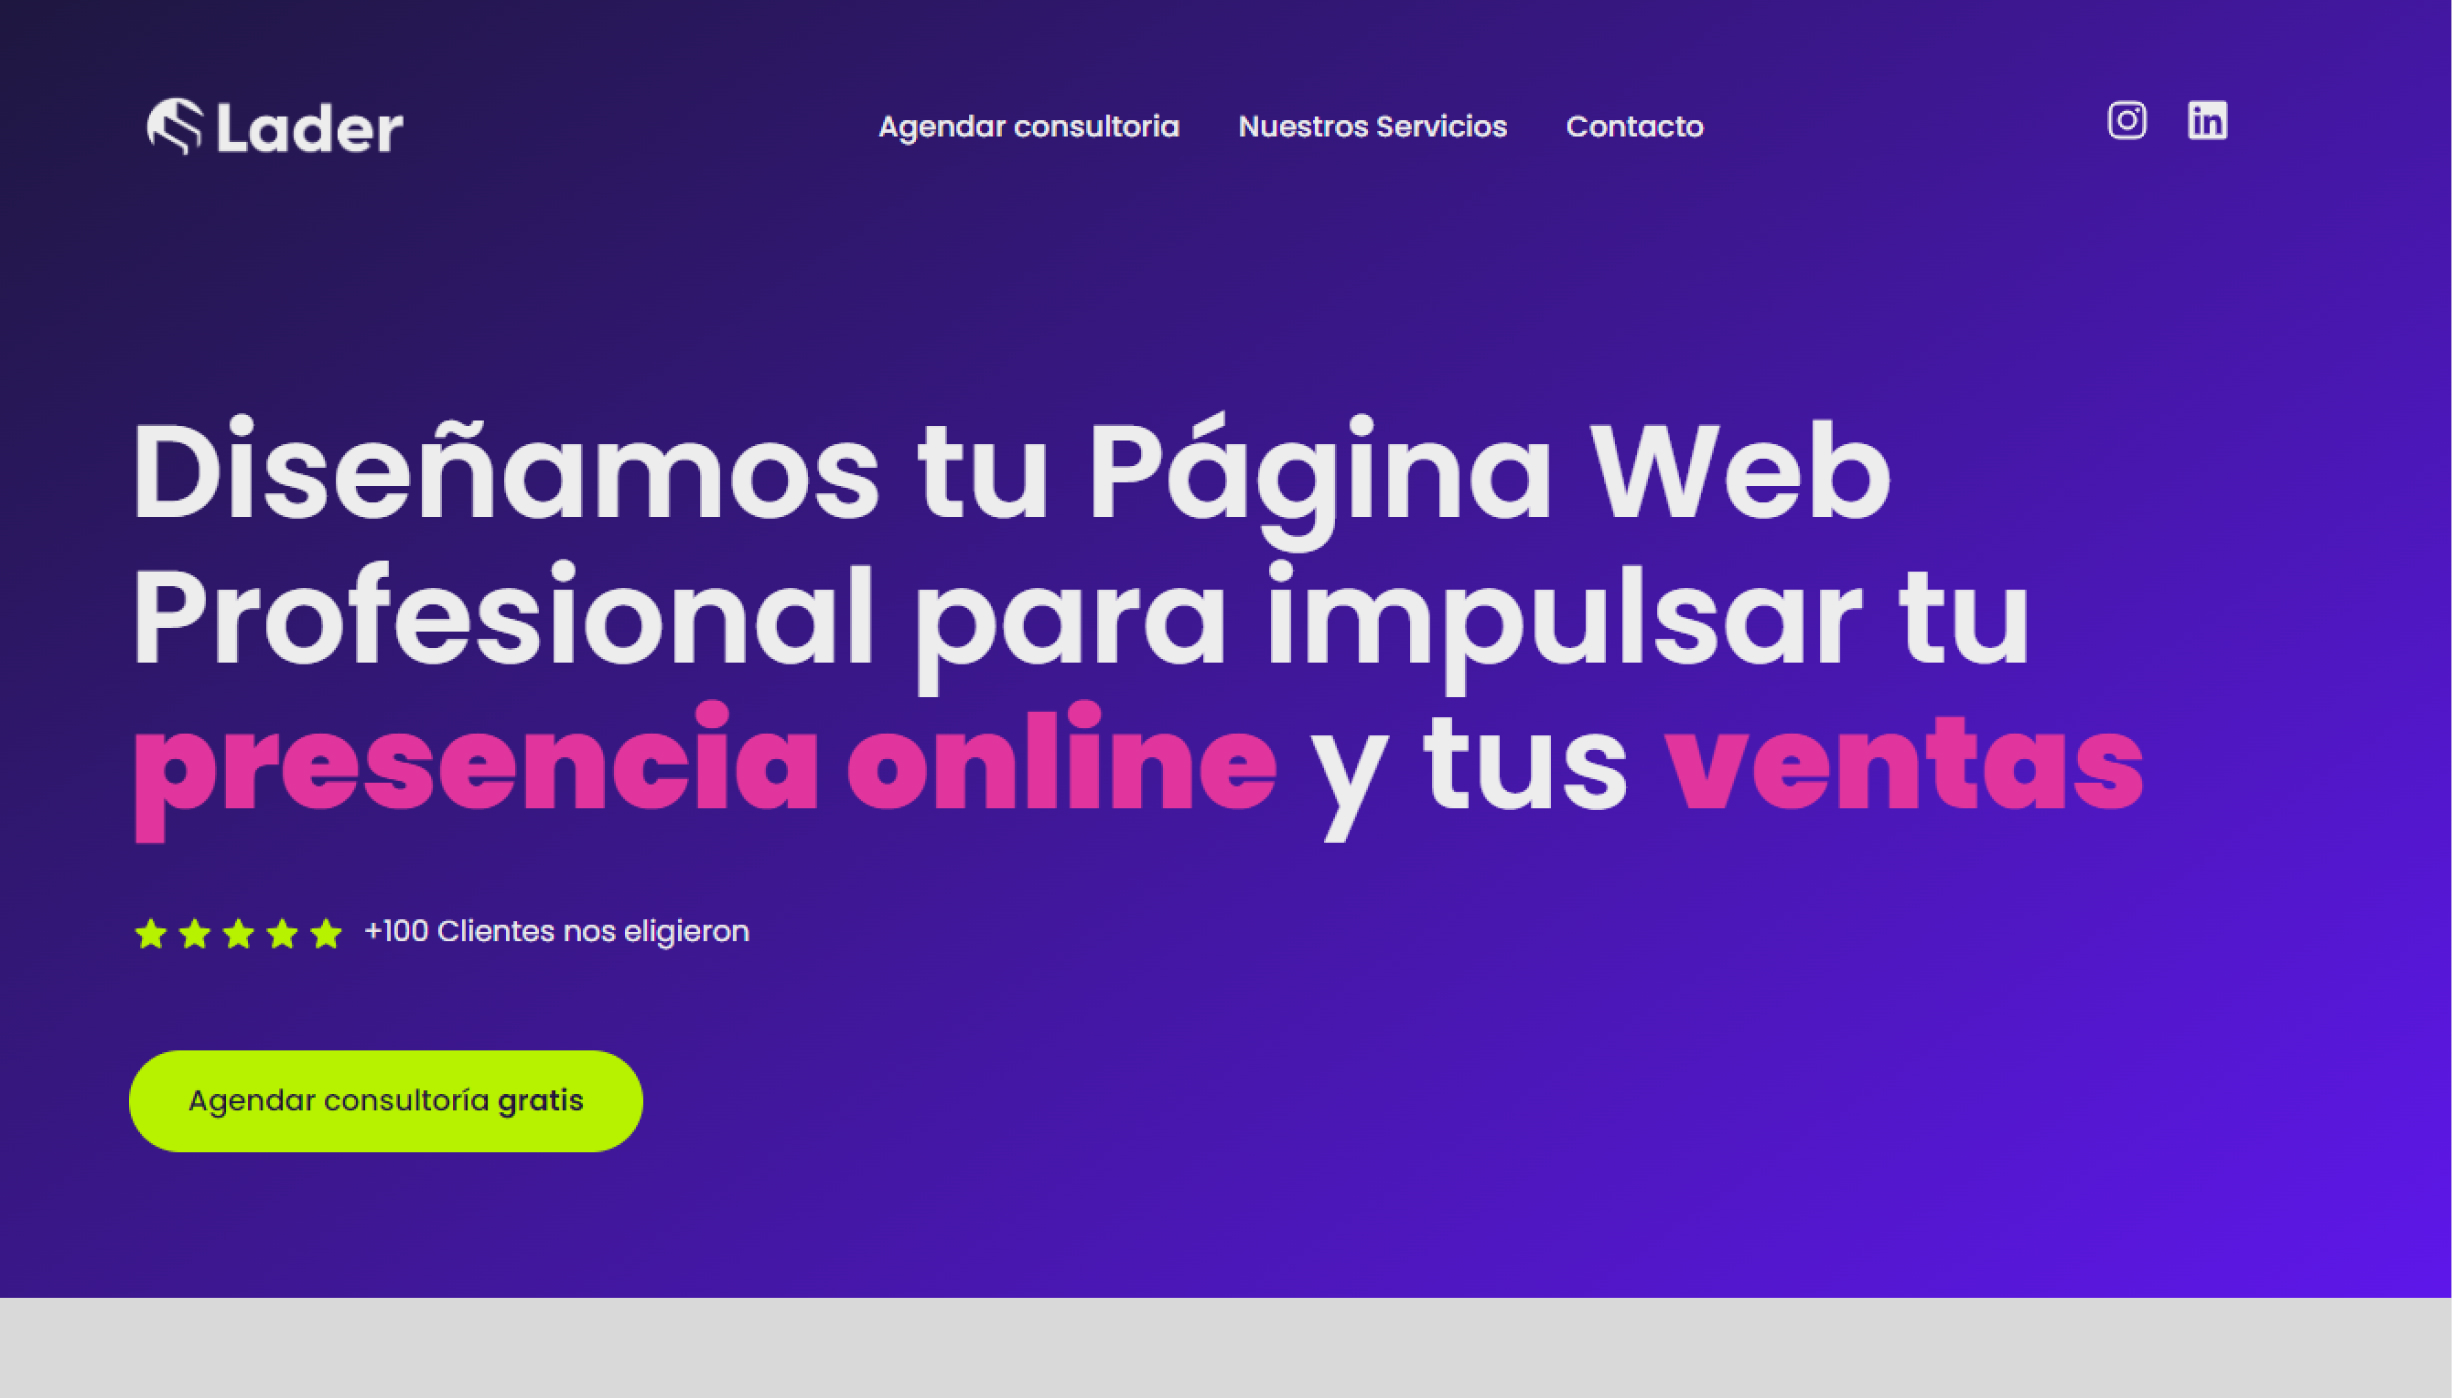 Lader
Agendar consultoria
Nuestros Servicios
Contacto
in
Diseñamos tu Página Web
Profesional para impulsar tu
presencia online y tus ventas
+100 Clientes nos eligieron
Agendar consultoría gratis